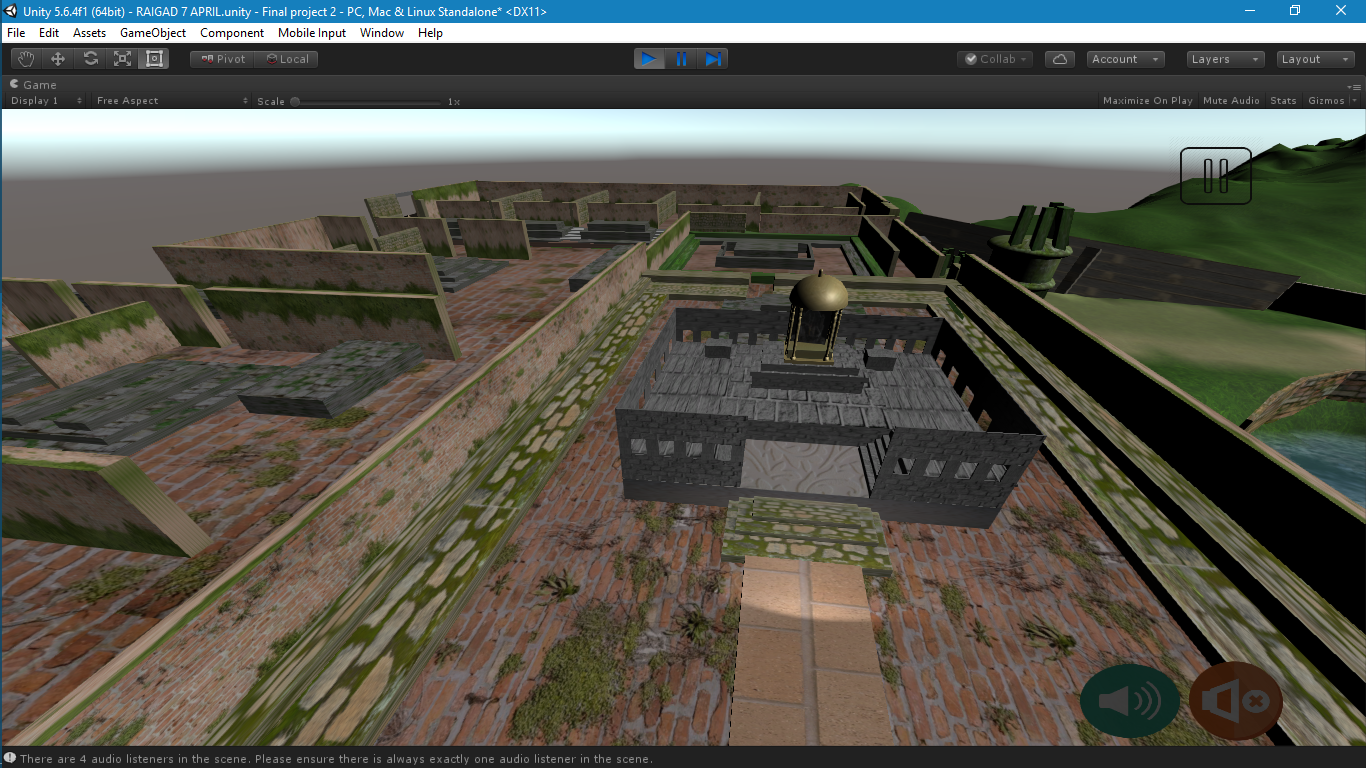 Unity 5.6.4f1 (64bit) - RAIGAD 7 APRIL.unity - Final project 2 - PC, Mac & Linux Standalone* <DX11>
File Edit Assets GameObject Component Mobile Input Window Help
Pivot Local Collab Account Layers Layout
Game
Display 1 Free Aspect Scale 1x Maximize On Play Mute Audio Stats Gizmos
There are 4 audio listeners in the scene. Please ensure there is always exactly one audio listener in the scene.